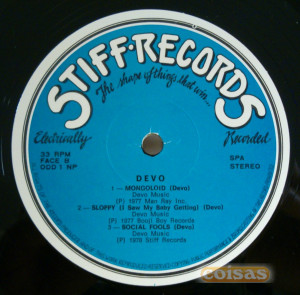 STIFF·RECORDS
The shape of things that win...
Electrically
Recorded
33 RPM
FACE B
ODD 1 NP
SPA
STEREO
DEVO
1 — MONGOLOID (Devo)
Devo Music
(P) 1977 Man Ray Inc.
2 — SLOPPY (I Saw My Baby Getting) (Devo)
Devo Music
(P) 1977 Booji Boy Records
3 — SOCIAL FOOLS (Devo)
Devo Music
(P) 1978 Stiff Records
coisas